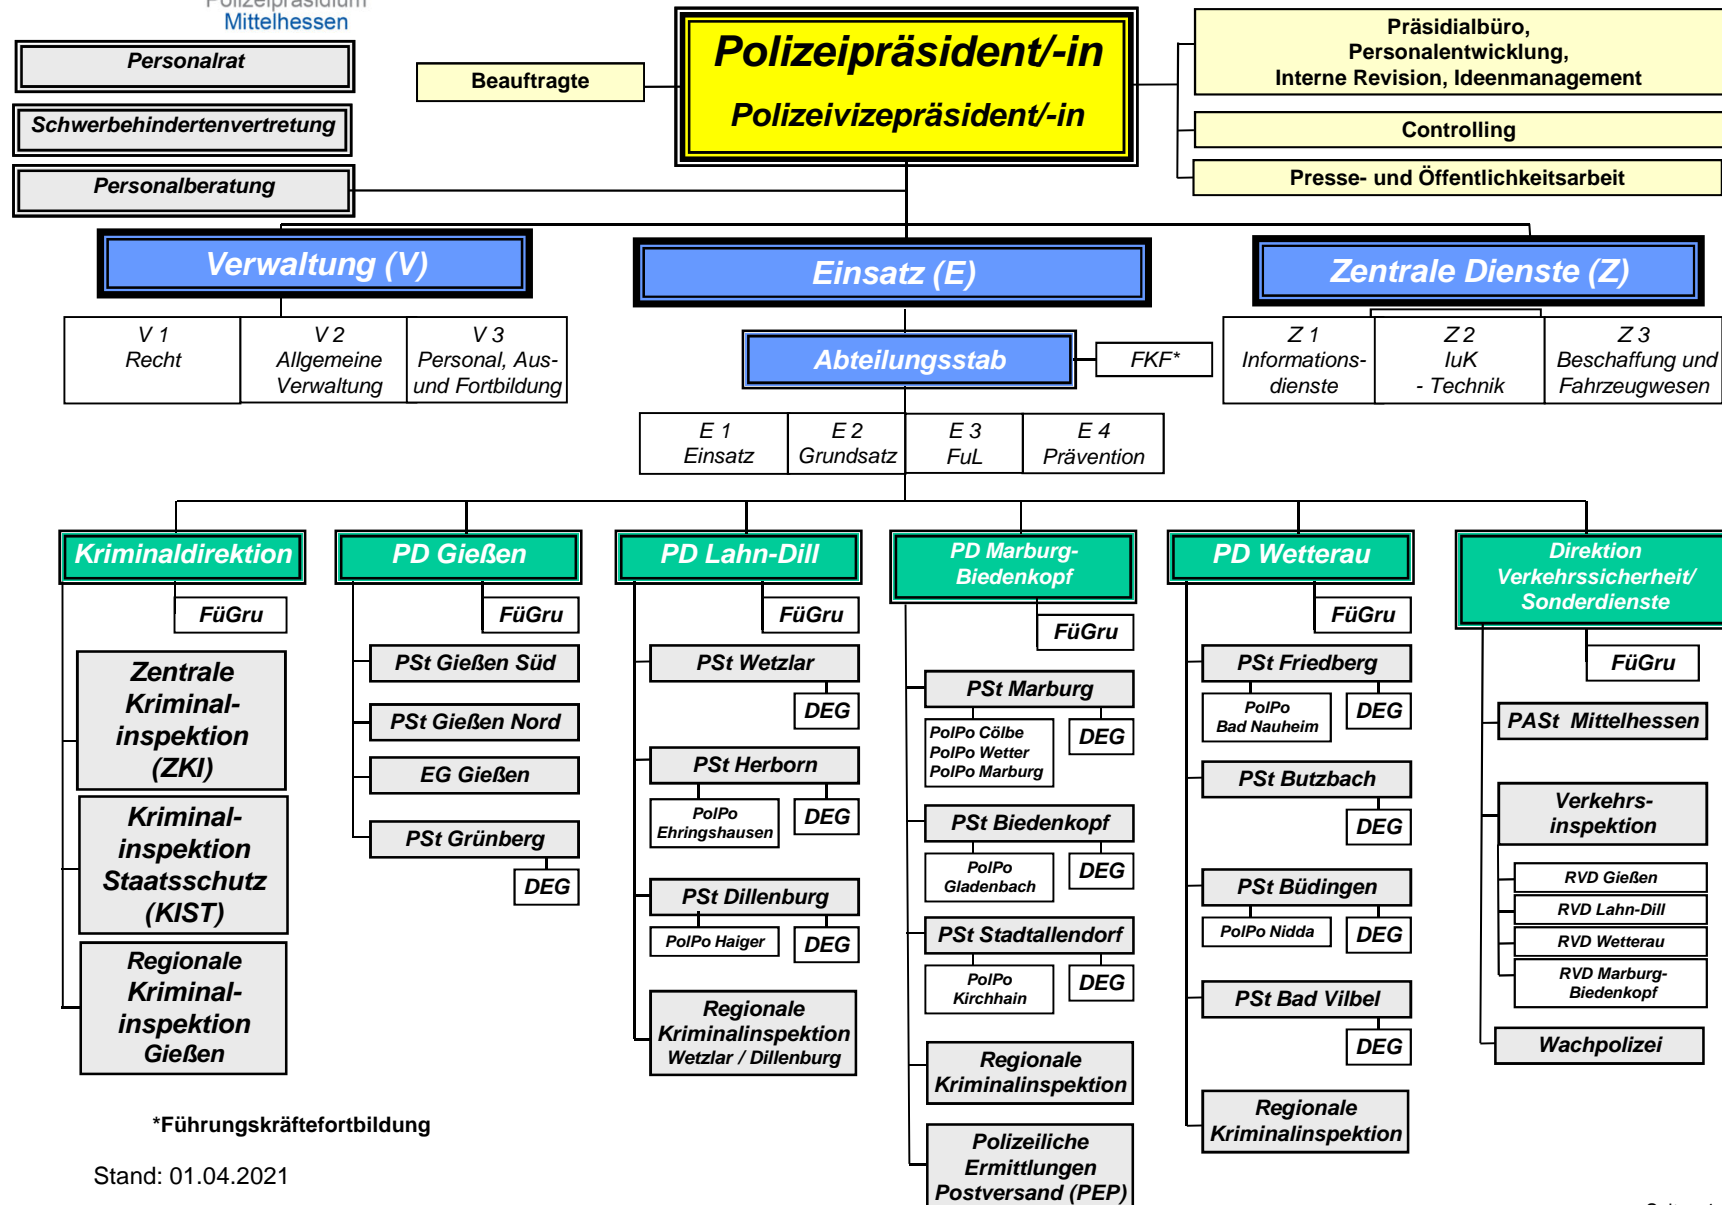 Polizeipräsidium
Mittelhessen
Personalrat
Schwerbehindertenvertretung
Personalberatung
Beauftragte
Polizeipräsident/-in
Polizeivizepräsident/-in
Präsidialbüro,
Personalentwicklung,
Interne Revision, Ideenmanagement
Controlling
Presse- und Öffentlichkeitsarbeit
Verwaltung (V)
Einsatz (E)
Zentrale Dienste (Z)
V 1
Recht
V 2
Allgemeine
Verwaltung
V 3
Personal, Aus-
und Fortbildung
Abteilungsstab
FKF*
Z 1
Informations-
dienste
Z 2
IuK
- Technik
Z 3
Beschaffung und
Fahrzeugwesen
E 1
Einsatz
E 2
Grundsatz
E 3
FuL
E 4
Prävention
Kriminaldirektion
FüGru
Zentrale
Kriminal-
inspektion
(ZKI)
Kriminal-
inspektion
Staatsschutz
(KIST)
Regionale
Kriminal-
inspektion
Gießen
PD Gießen
FüGru
PSt Gießen Süd
PSt Gießen Nord
EG Gießen
PSt Grünberg
DEG
PD Lahn-Dill
FüGru
PSt Wetzlar
DEG
PSt Herborn
PolPo
Ehringshausen
DEG
PSt Dillenburg
PolPo Haiger
DEG
Regionale
Kriminalinspektion
Wetzlar / Dillenburg
PD Marburg-
Biedenkopf
FüGru
PSt Marburg
PolPo Cölbe
PolPo Wetter
PolPo Marburg
DEG
PSt Biedenkopf
PolPo
Gladenbach
DEG
PSt Stadtallendorf
PolPo
Kirchhain
DEG
Regionale
Kriminalinspektion
Polizeiliche
Ermittlungen
Postversand (PEP)
PD Wetterau
FüGru
PSt Friedberg
PolPo
Bad Nauheim
DEG
PSt Butzbach
DEG
PSt Büdingen
PolPo Nidda
DEG
PSt Bad Vilbel
DEG
Regionale
Kriminalinspektion
Direktion
Verkehrssicherheit/
Sonderdienste
FüGru
PASt Mittelhessen
Verkehrs-
inspektion
RVD Gießen
RVD Lahn-Dill
RVD Wetterau
RVD Marburg-
Biedenkopf
Wachpolizei
*Führungskräftefortbildung
Stand: 01.04.2021